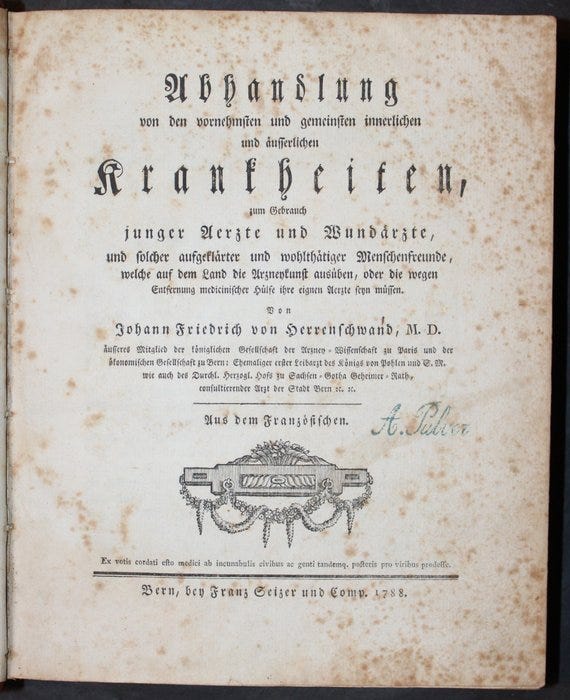 Abhandlung
von den vornehmsten und gemeinsten innerlichen
und äusserlichen
Krankheiten,
zum Gebrauch
junger Aerzte und Wundärzte,
und solcher aufgeklärter und wohlthätiger Menschenfreunde,
welche auf dem Land die Arzneykunst ausüben, oder die wegen
Entfernung medicinischer Hülfe ihre eignen Aerzte seyn müssen.
Von
Johann Friedrich von Herrenschwand, M. D.
äusseres Mitglied der königlichen Gesellschaft der Arzney-Wissenschaft zu Paris und der
ökonomischen Gesellschaft zu Bern: Ehemaliger erster Leibarzt des Königs von Pohlen und S. M.
wie auch des Durchl. Herzogl. Hofs zu Sachsen-Gotha Geheimer-Rath,
consultierender Arzt der Stadt Bern ꝛc. ꝛc.
Aus dem Französischen.
A. Pulver
Ex votis cordati esto medici ab incunabulis civibus ac genti tandemq. posteris pro viribus prodesse.
Bern, bey Franz Seizer und Comp. 1788.